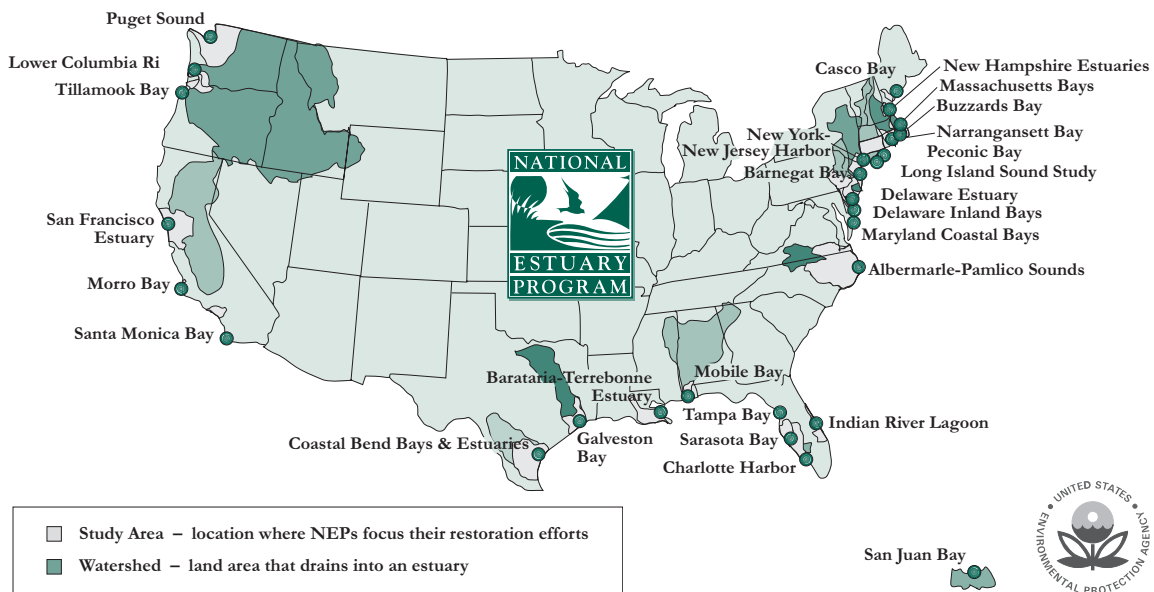 Puget Sound
Lower Columbia Ri
Tillamook Bay
San Francisco
Estuary
Morro Bay
Santa Monica Bay
NATIONAL
ESTUARY
PROGRAM
Casco Bay
New Hampshire Estuaries
Massachusetts Bays
Buzzards Bay
Narrangansett Bay
Peconic Bay
Long Island Sound Study
New York-
New Jersey Harbor
Barnegat Bay
Delaware Estuary
Delaware Inland Bays
Maryland Coastal Bays
Albermarle-Pamlico Sounds
Barataria-Terrebonne
Estuary
Mobile Bay
Coastal Bend Bays & Estuaries
Galveston
Bay
Tampa Bay
Sarasota Bay
Charlotte Harbor
Indian River Lagoon
Study Area – location where NEPs focus their restoration efforts
Watershed – land area that drains into an estuary
San Juan Bay
UNITED STATES
ENVIRONMENTAL PROTECTION AGENCY